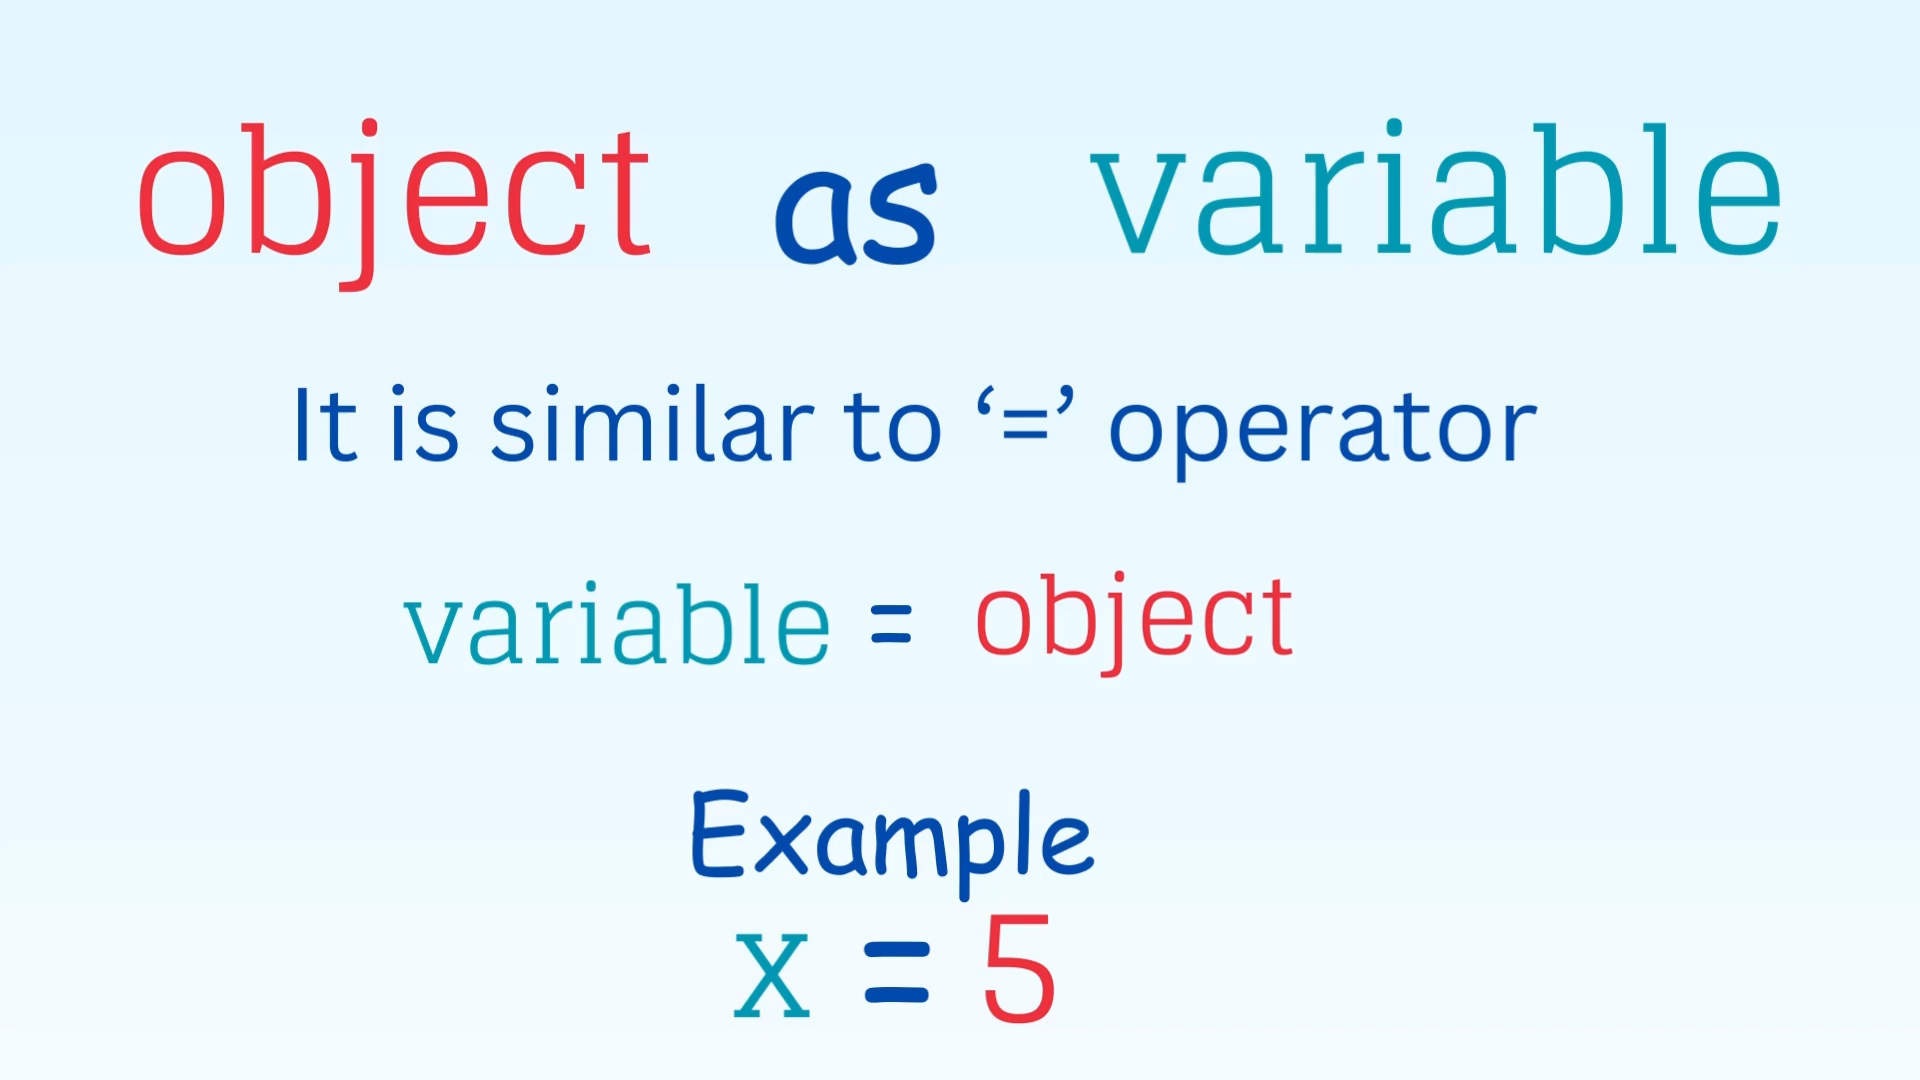 object as variable
It is similar to ‘=’ operator
variable = object
Example
x = 5